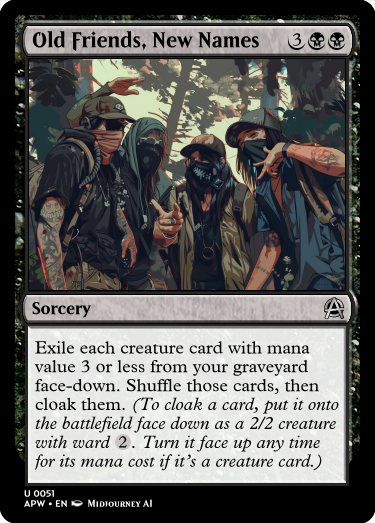 Old Friends, New Names 3
Sorcery
Exile each creature card with mana
value 3 or less from your graveyard
face-down. Shuffle those cards, then
cloak them. (To cloak a card, put it onto
the battlefield face down as a 2/2 creature
with ward 2. Turn it face up any time
for its mana cost if it's a creature card.)
U 0051
APW • EN Midjourney AI